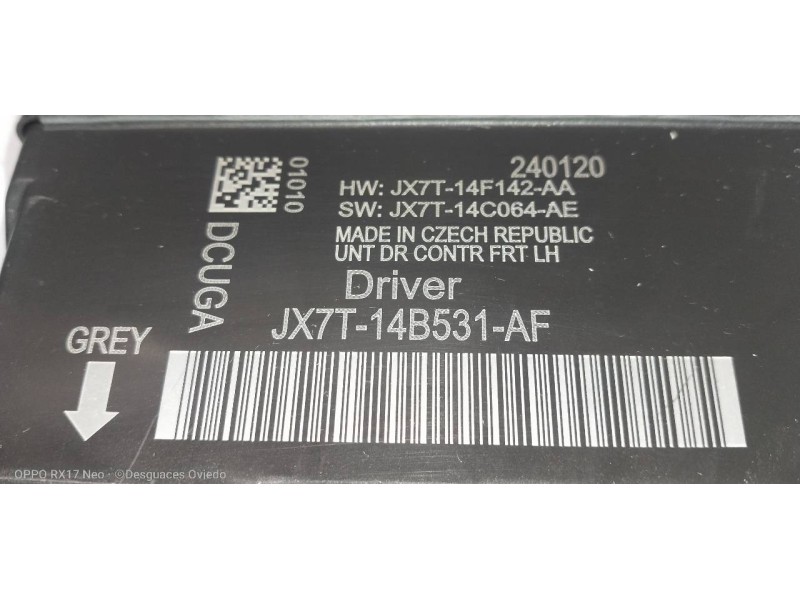 240120
01010
HW: JX7T-14F142-AA
SW: JX7T-14C064-AE
MADE IN CZECH REPUBLIC
UNT DR CONTR FRT LH
DCUGA
Driver
JX7T-14B531-AF
GREY
OPPO RX17 Neo · ©Desguaces Oviedo